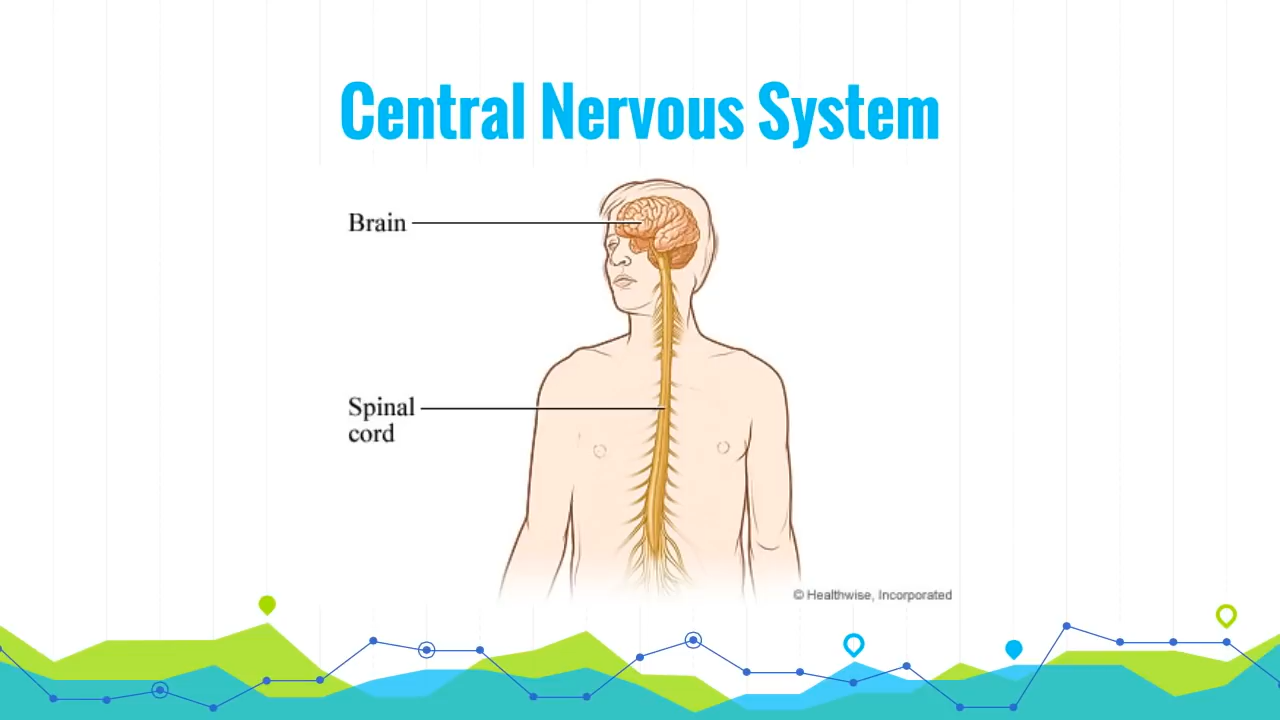 Central Nervous System
Brain
Spinal
cord
© Healthwise, Incorporated